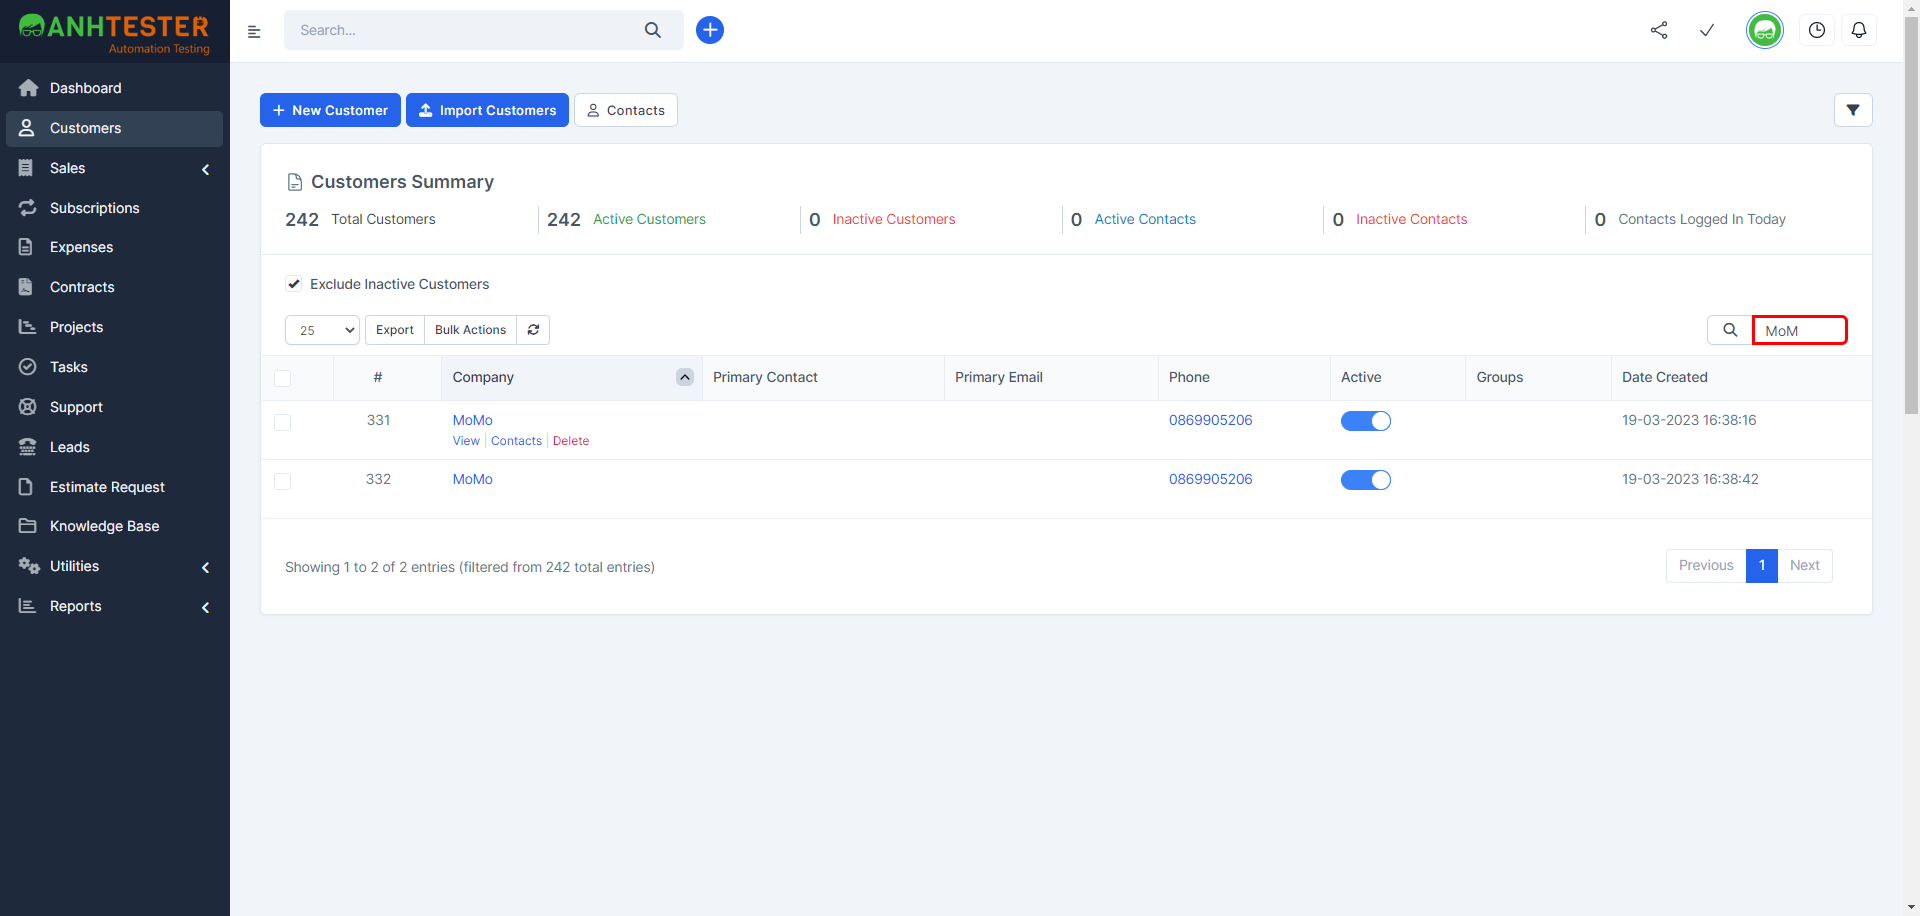 ANHTESTER
Automation Testing
Search...
Dashboard
Customers
Sales
Subscriptions
Expenses
Contracts
Projects
Tasks
Support
Leads
Estimate Request
Knowledge Base
Utilities
Reports
New Customer Import Customers Contacts
Customers Summary
242 Total Customers 242 Active Customers 0 Inactive Customers 0 Active Contacts 0 Inactive Contacts 0 Contacts Logged In Today
Exclude Inactive Customers
25 Export Bulk Actions MoM
# Company Primary Contact Primary Email Phone Active Groups Date Created
331 MoMo 0869905206 19-03-2023 16:38:16
View Contacts Delete
332 MoMo 0869905206 19-03-2023 16:38:42
Showing 1 to 2 of 2 entries (filtered from 242 total entries) Previous 1 Next